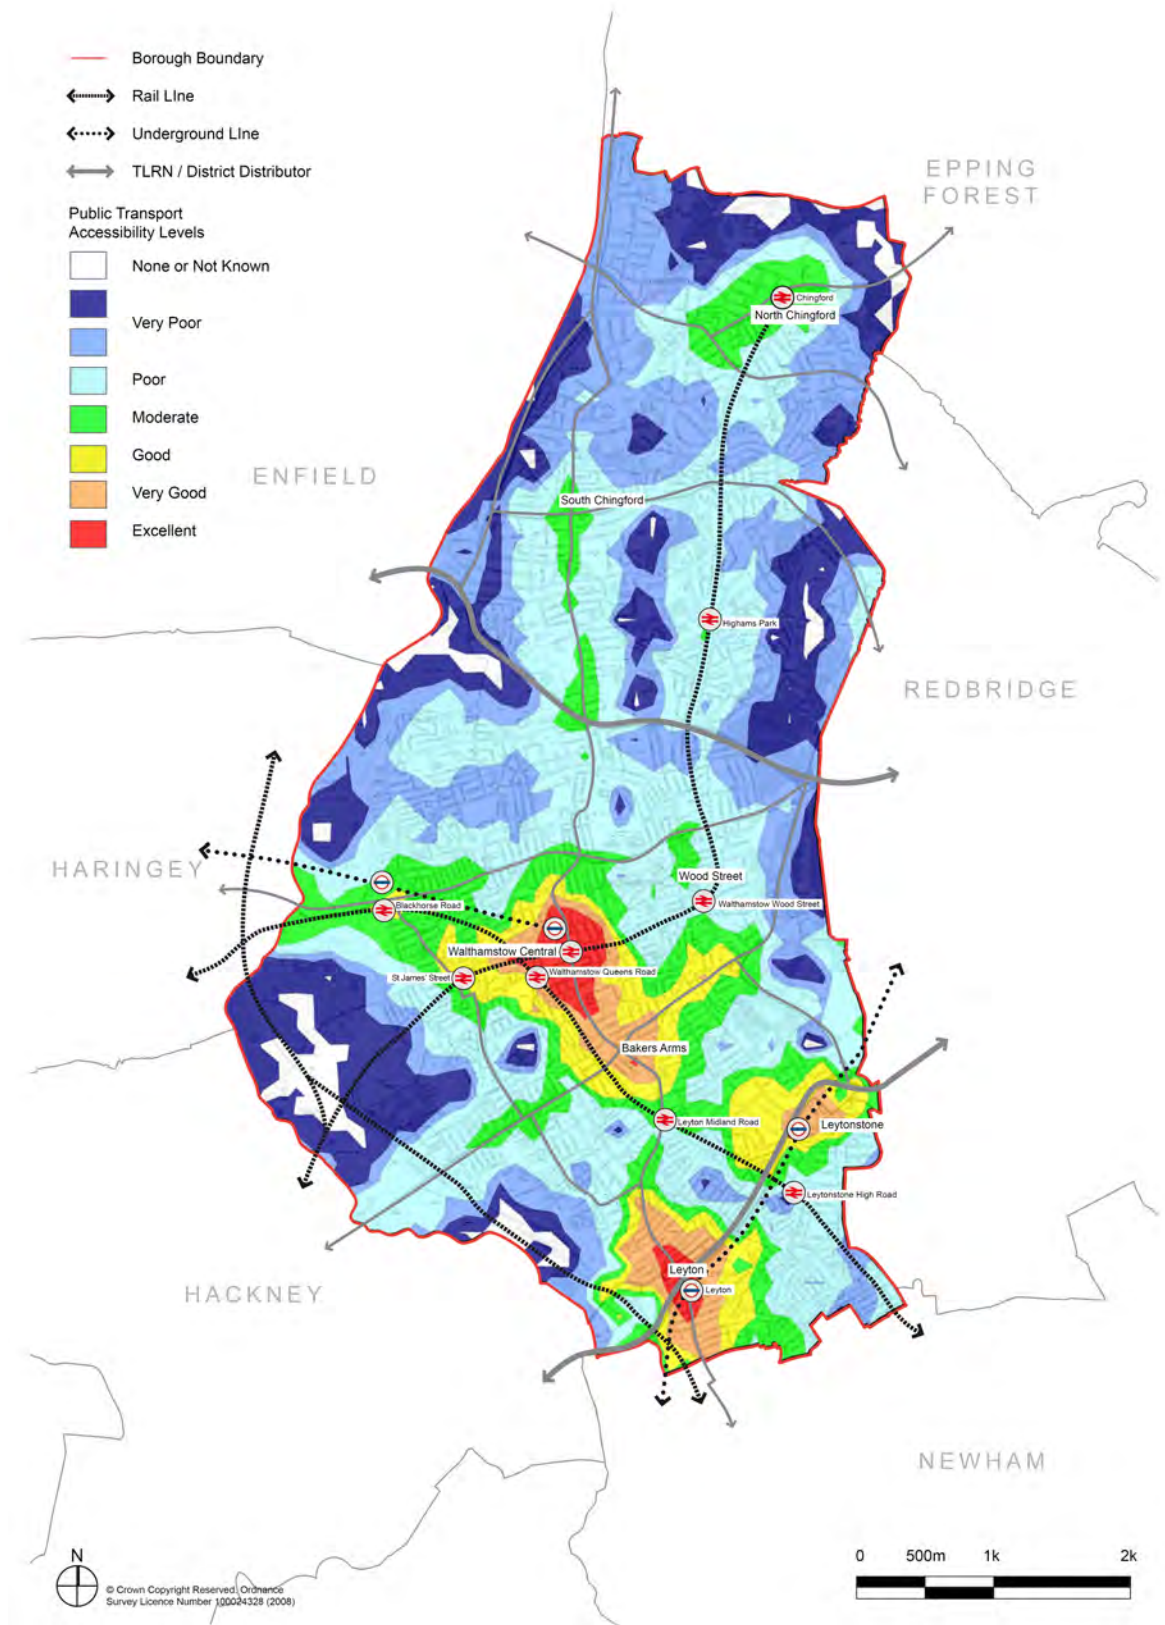 Borough Boundary
Rail LIne
Underground LIne
TLRN / District Distributor
Public Transport
Accessibility Levels
None or Not Known
Very Poor
Poor
Moderate
Good
Very Good
Excellent
EPPING
FOREST
Chingford
North Chingford
ENFIELD
South Chingford
Highams Park
REDBRIDGE
HARINGEY
Wood Street
Walthamstow Wood Street
Blackhorse Road
Walthamstow Central
Walthamstow Queens Road
St James' Street
Bakers Arms
Leyton Midland Road
Leytonstone
Leytonstone High Road
Leyton
Leyton
HACKNEY
NEWHAM
N
© Crown Copyright Reserved. Ordnance
Survey Licence Number 100024328 (2008)
0 500m 1k 2k